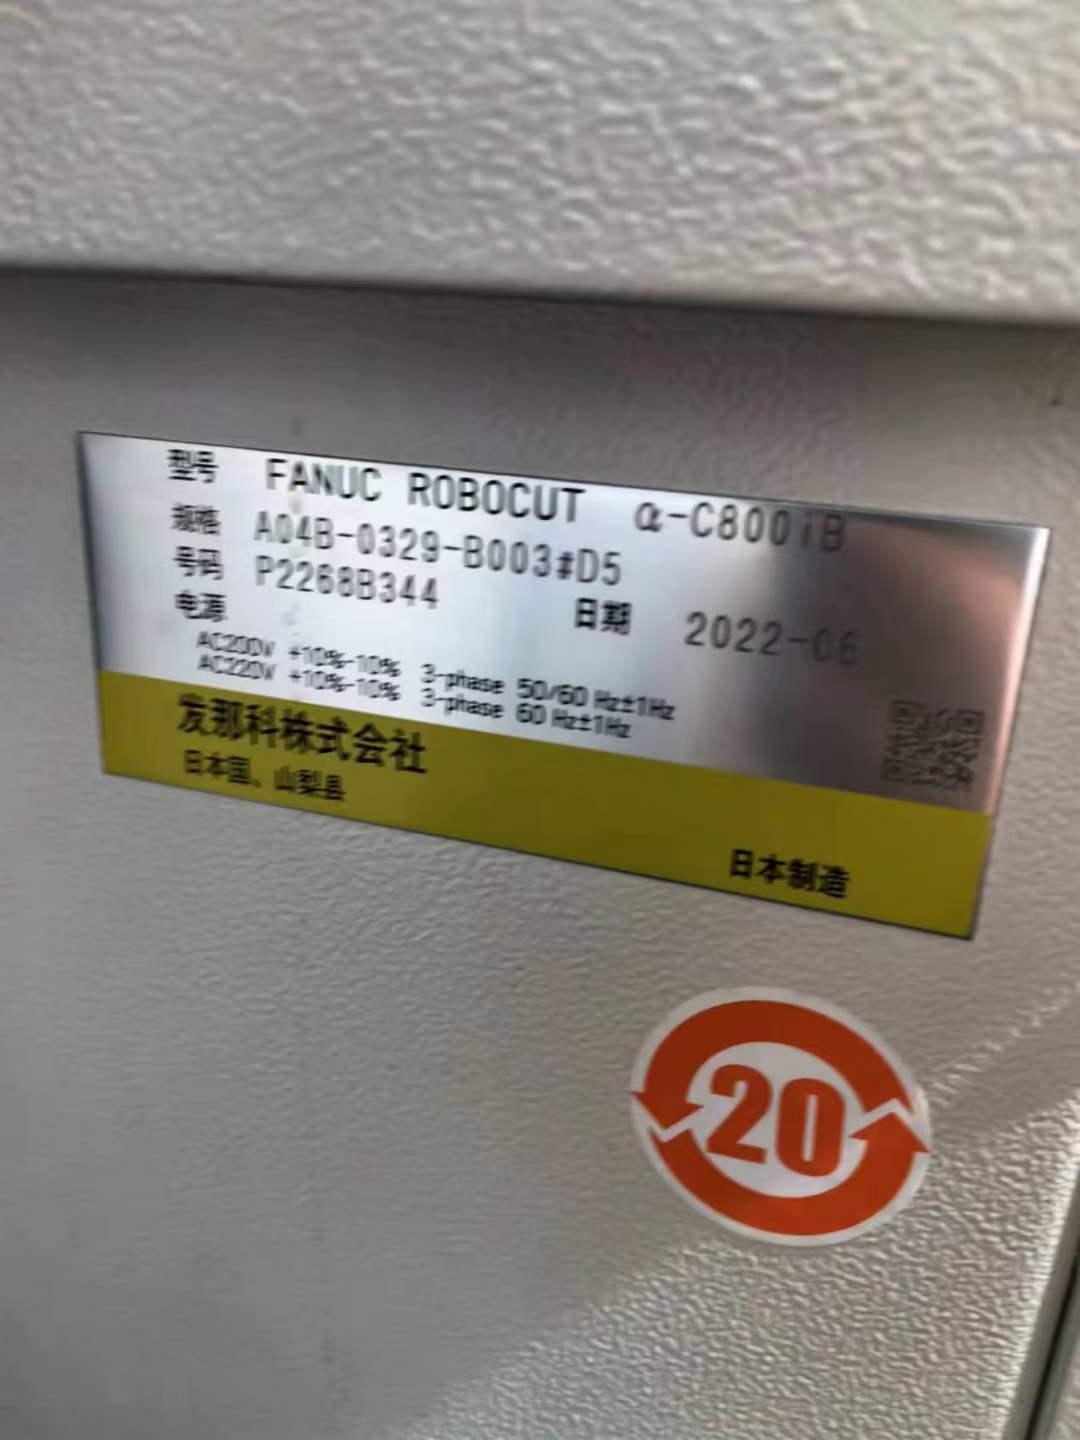 型号 FANUC ROBOCUT α-C800iB
规格 A04B-0329-B003#D5
号码 P2268B344 日期 2022-06
电源
AC200V +10%-10% 3-phase 50/60 Hz±1Hz
AC220V +10%-10% 3-phase 60 Hz±1Hz
发那科株式会社
日本国、山梨县
日本制造
20